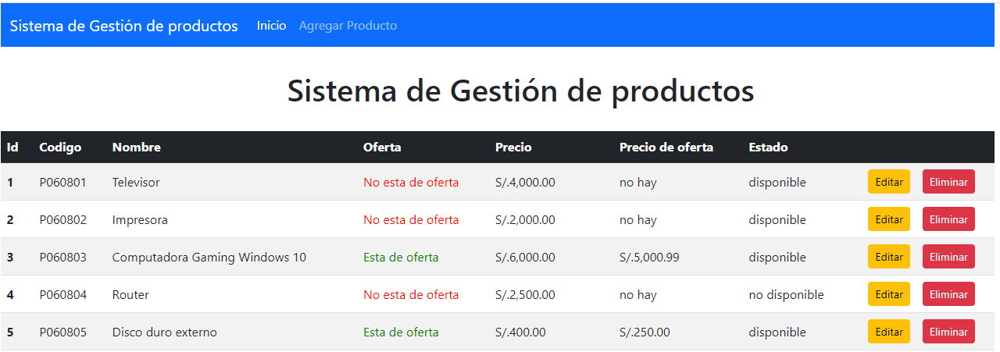 Sistema de Gestión de productos Inicio Agregar Producto
Sistema de Gestión de productos
Id Codigo Nombre Oferta Precio Precio de oferta Estado
1 P060801 Televisor No esta de oferta S/.4,000.00 no hay disponible Editar Eliminar
2 P060802 Impresora No esta de oferta S/.2,000.00 no hay disponible Editar Eliminar
3 P060803 Computadora Gaming Windows 10 Esta de oferta S/.6,000.00 S/.5,000.99 disponible Editar Eliminar
4 P060804 Router No esta de oferta S/.2,500.00 no hay no disponible Editar Eliminar
5 P060805 Disco duro externo Esta de oferta S/.400.00 S/.250.00 disponible Editar Eliminar